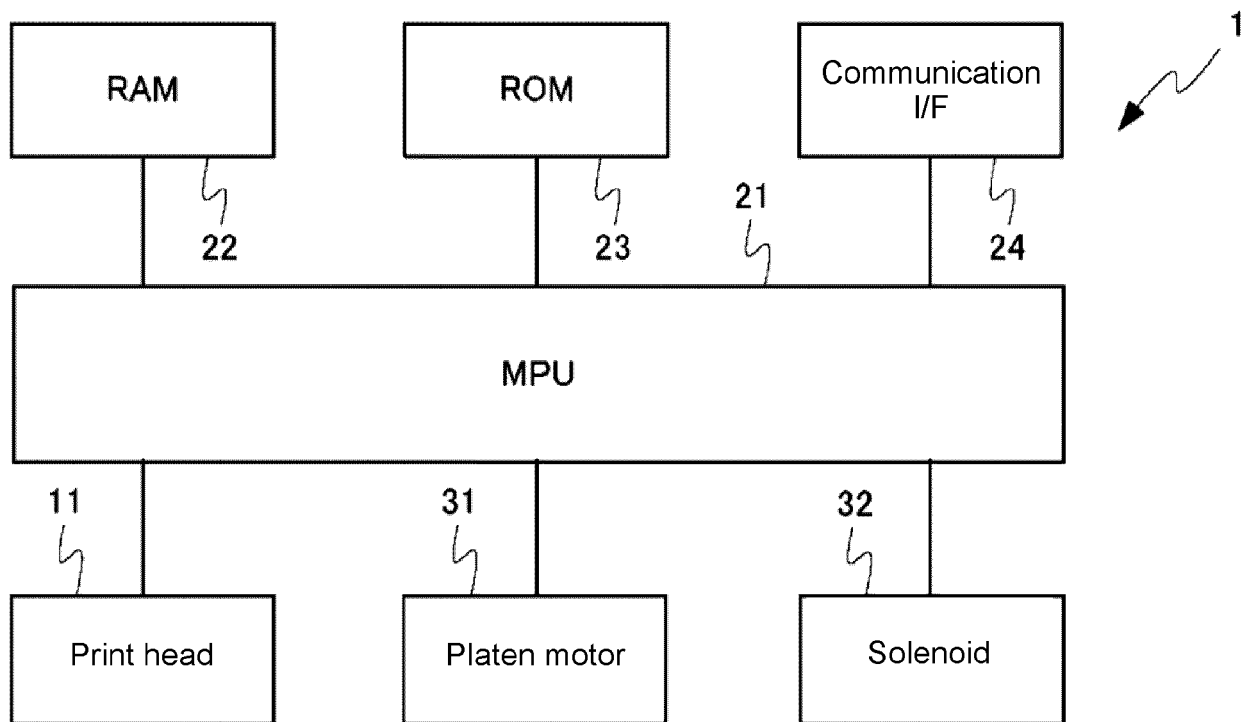 1
RAM
ROM
Communication
I/F
22
23
24
21
MPU
11
31
32
Print head
Platen motor
Solenoid